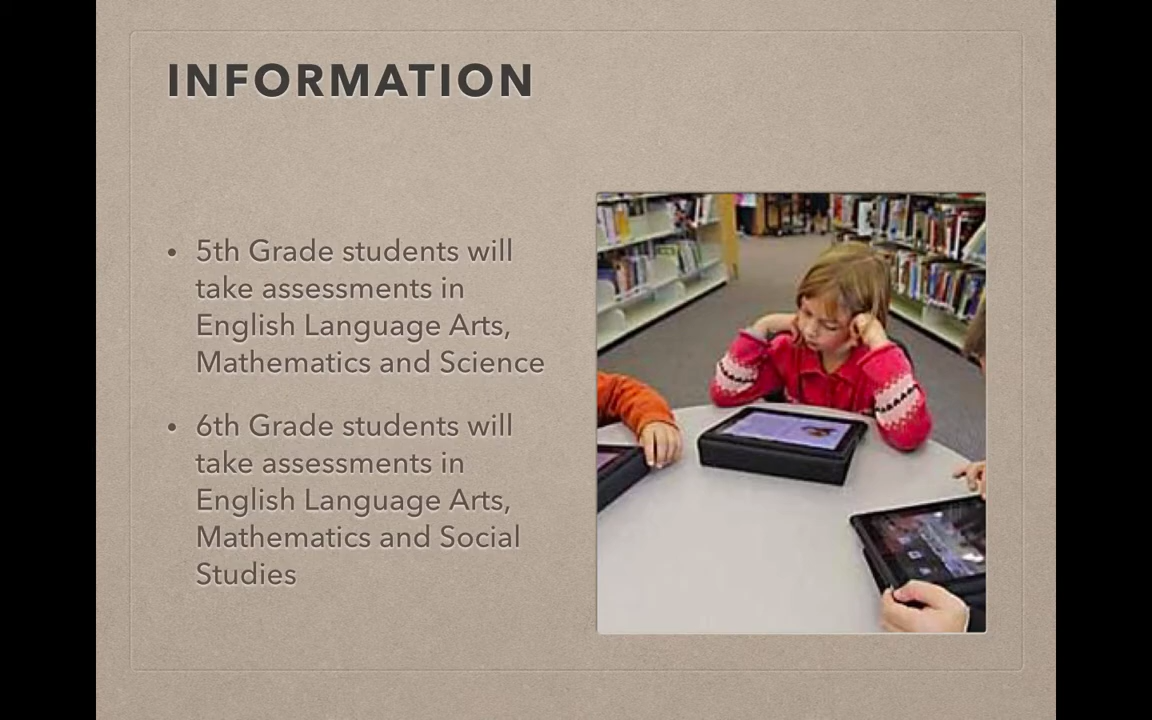 INFORMATION
• 5th Grade students will
take assessments in
English Language Arts,
Mathematics and Science
• 6th Grade students will
take assessments in
English Language Arts,
Mathematics and Social
Studies